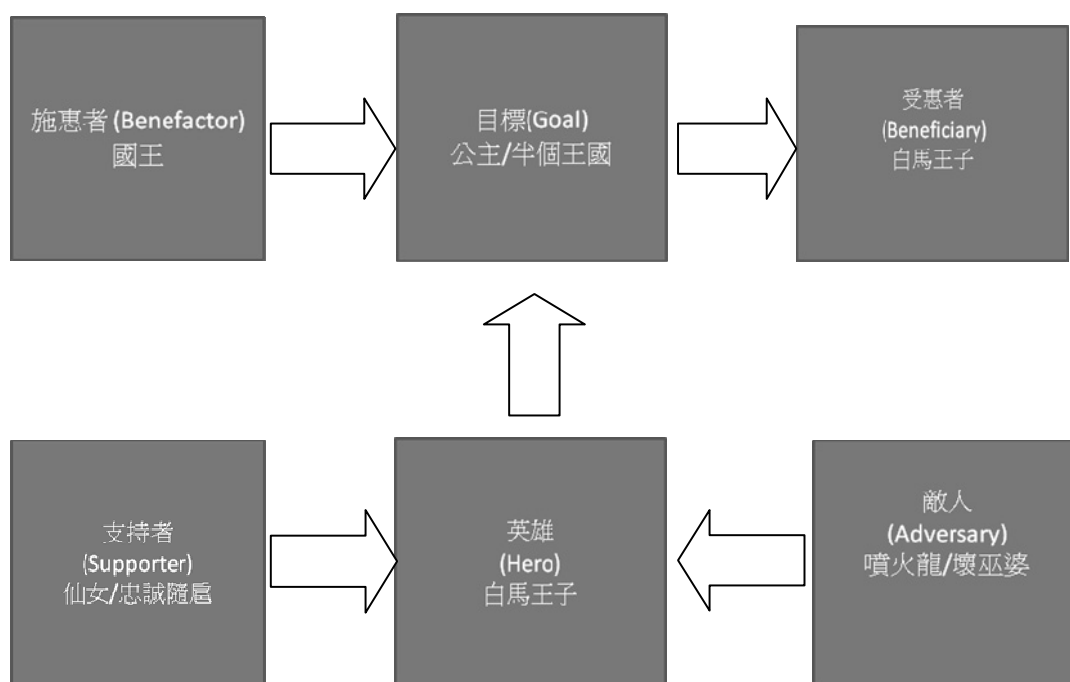 施惠者 (Benefactor)
國王
目標(Goal)
公主/半個王國
受惠者
(Beneficiary)
白馬王子
支持者
(Supporter)
仙女/忠誠隨扈
英雄
(Hero)
白馬王子
敵人
(Adversary)
噴火龍/壞巫婆